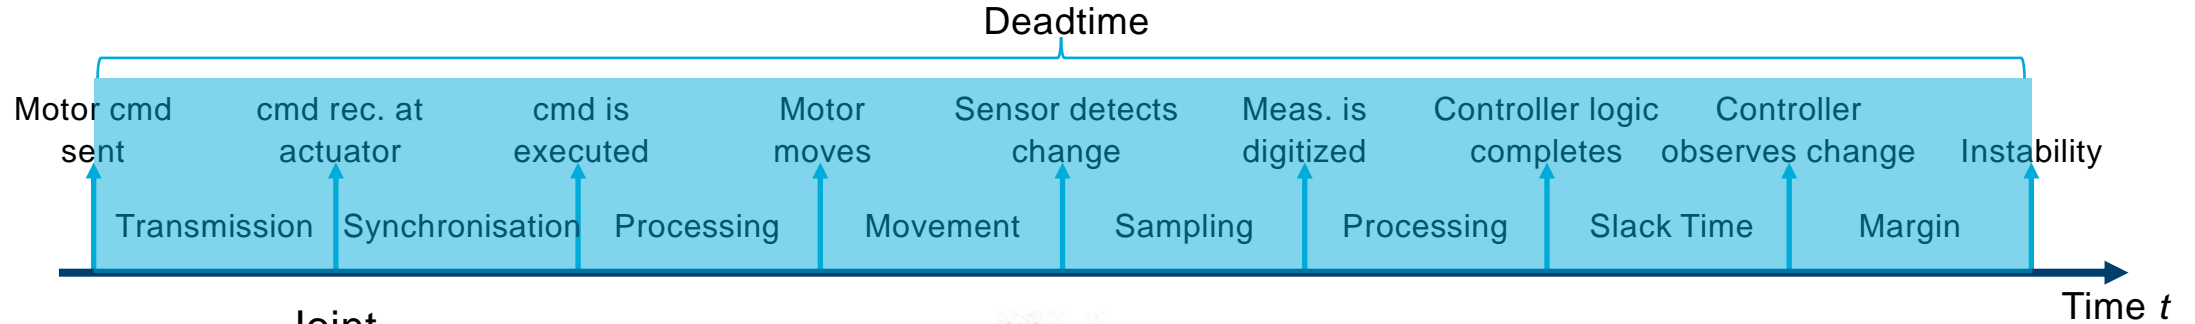 Deadtime
Motor cmd
sent
cmd rec. at
actuator
cmd is
executed
Motor
moves
Sensor detects
change
Meas. is
digitized
Controller logic
completes
Controller
observes change
Instability
Transmission
Synchronisation
Processing
Movement
Sampling
Processing
Slack Time
Margin
Time t
Joint